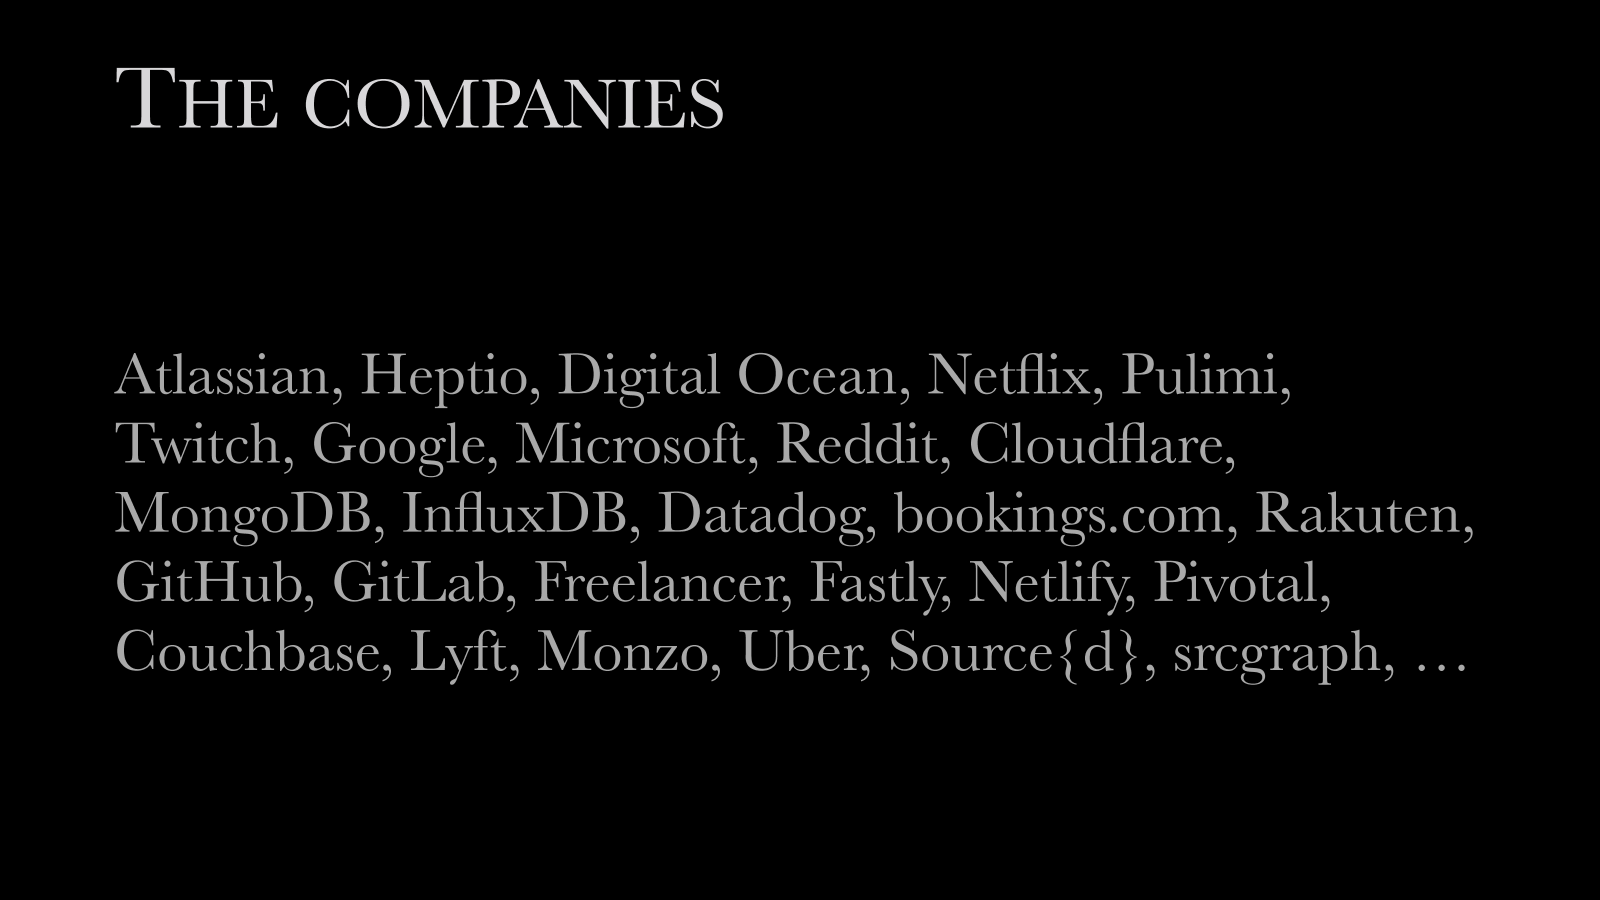 The companies
Atlassian, Heptio, Digital Ocean, Netflix, Pulimi,
Twitch, Google, Microsoft, Reddit, Cloudflare,
MongoDB, InfluxDB, Datadog, bookings.com, Rakuten,
GitHub, GitLab, Freelancer, Fastly, Netlify, Pivotal,
Couchbase, Lyft, Monzo, Uber, Source{d}, srcgraph, …